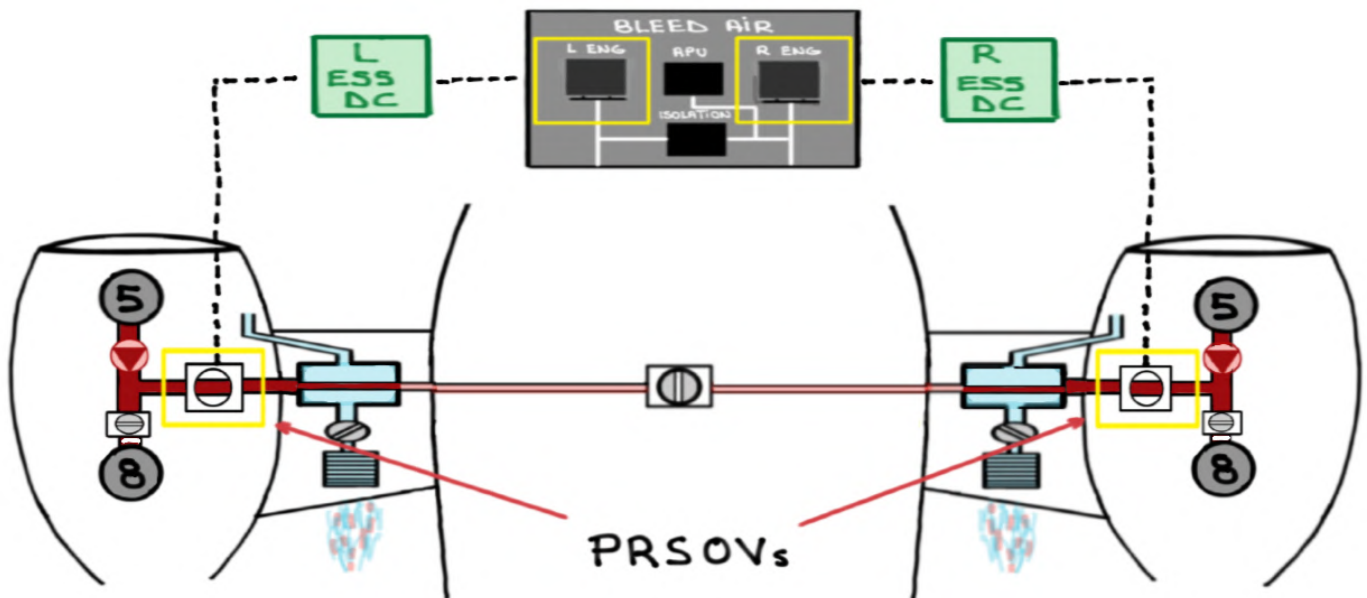 BLEED AIR
L ENG APU R ENG
ISOLATION
L
ESS
DC
R
ESS
DC
5
8
5
8
PRSOVs